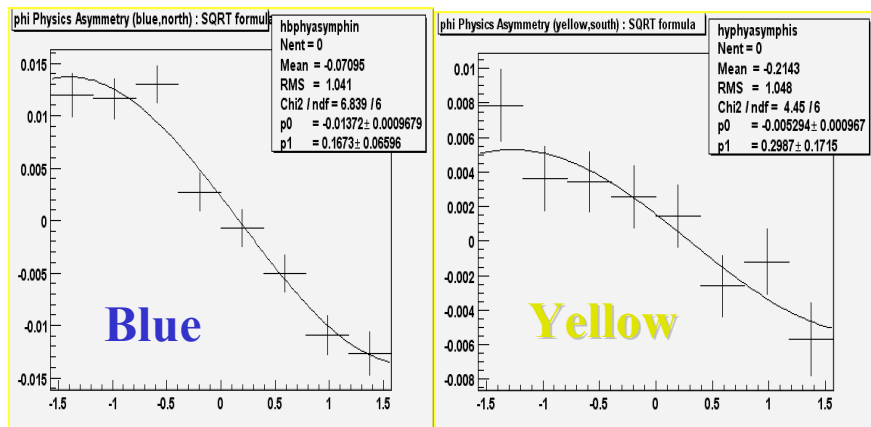 phi Physics Asymmetry (blue,north) : SQRT formula
hbphyasymphin
Nent = 0
Mean = -0.07095
RMS = 1.041
Chi2 / ndf = 6.839 / 6
p0 = -0.01372± 0.0009679
p1 = 0.1673± 0.06596
0.015
0.01
0.005
0
-0.005
-0.01
-0.015
Blue
-1.5
-1
-0.5
0
0.5
1
1.5
phi Physics Asymmetry (yellow,south) : SQRT formula
hyphyasymphis
Nent = 0
Mean = -0.2143
RMS = 1.048
Chi2 / ndf = 4.45 / 6
p0 = -0.005294± 0.000967
p1 = 0.2987± 0.1715
0.01
0.008
0.006
0.004
0.002
0
-0.002
-0.004
-0.006
-0.008
Yellow
-1.5
-1
-0.5
0
0.5
1
1.5